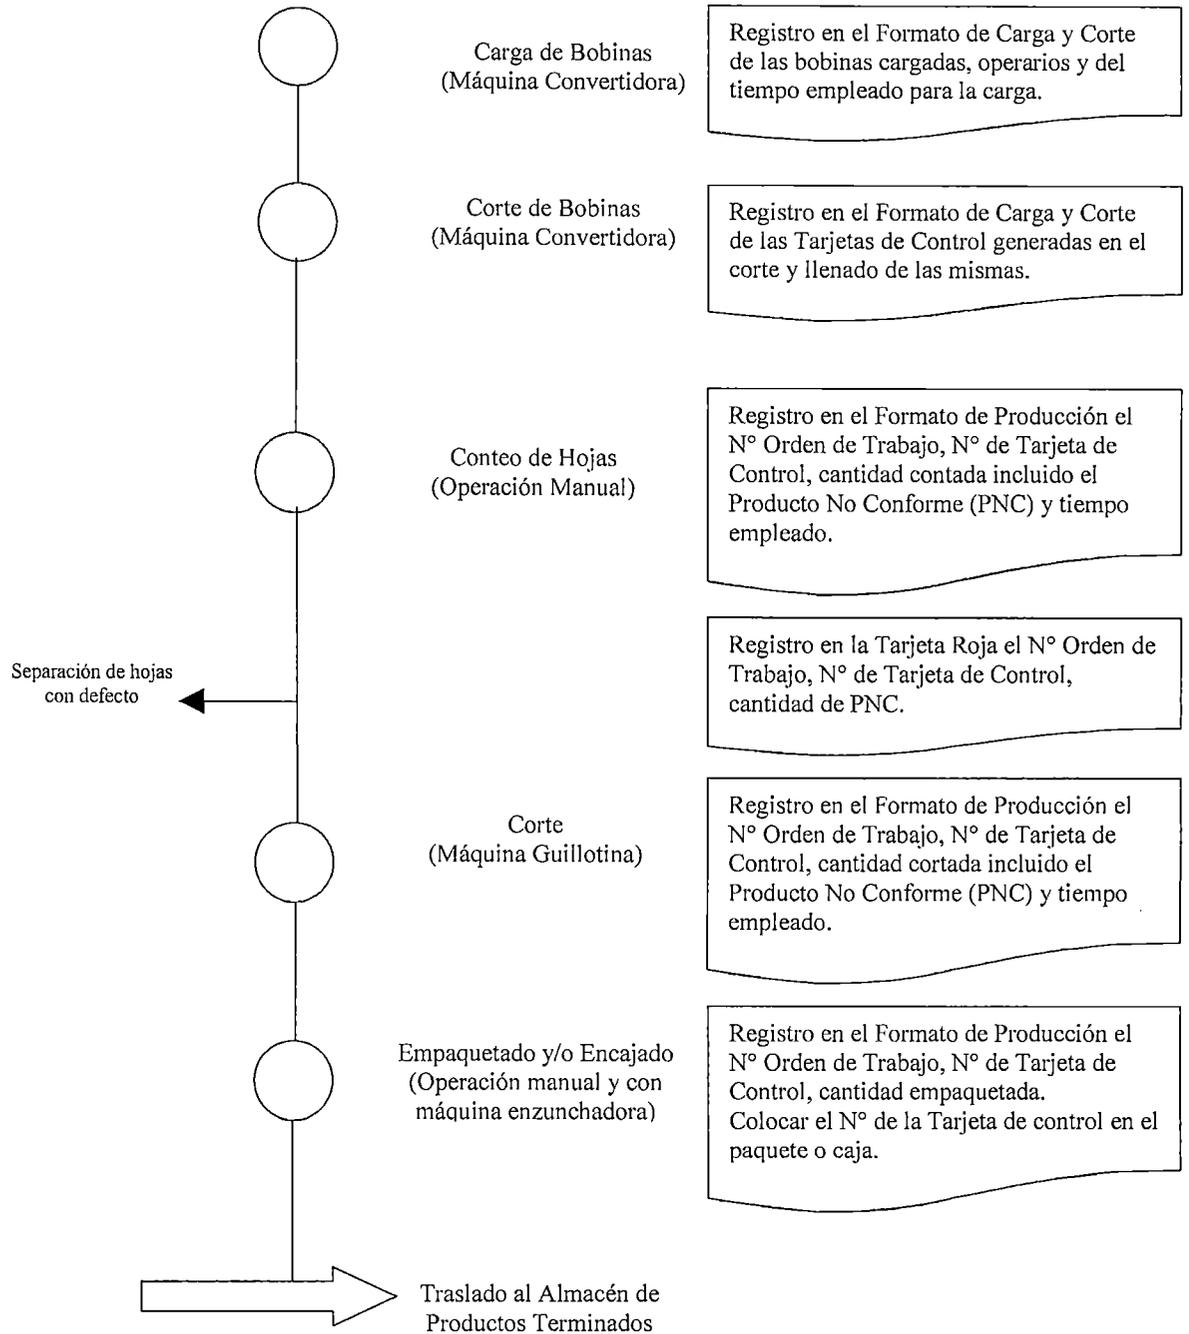 Carga de Bobinas
(Máquina Convertidora)
Registro en el Formato de Carga y Corte
de las bobinas cargadas, operarios y del
tiempo empleado para la carga.
Corte de Bobinas
(Máquina Convertidora)
Registro en el Formato de Carga y Corte
de las Tarjetas de Control generadas en el
corte y llenado de las mismas.
Conteo de Hojas
(Operación Manual)
Registro en el Formato de Producción el
N° Orden de Trabajo, N° de Tarjeta de
Control, cantidad contada incluido el
Producto No Conforme (PNC) y tiempo
empleado.
Separación de hojas
con defecto
Registro en la Tarjeta Roja el N° Orden de
Trabajo, N° de Tarjeta de Control,
cantidad de PNC.
Corte
(Máquina Guillotina)
Registro en el Formato de Producción el
N° Orden de Trabajo, N° de Tarjeta de
Control, cantidad cortada incluido el
Producto No Conforme (PNC) y tiempo
empleado.
Empaquetado y/o Encajado
(Operación manual y con
máquina enzunchadora)
Registro en el Formato de Producción el
N° Orden de Trabajo, N° de Tarjeta de
Control, cantidad empaquetada.
Colocar el N° de la Tarjeta de control en el
paquete o caja.
Traslado al Almacén de
Productos Terminados